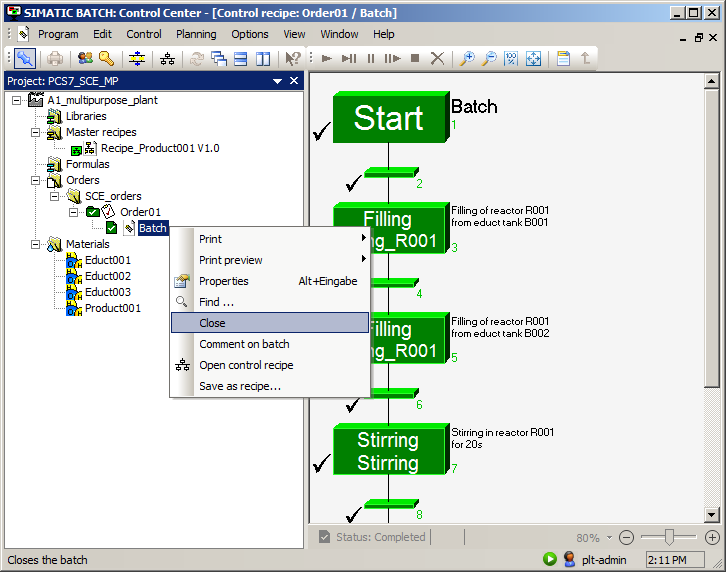 SIMATIC BATCH: Control Center - [Control recipe: Order01 / Batch]
Program Edit Control Planning Options View Window Help
100%
Project: PCS7_SCE_MP
A1_multipurpose_plant
Libraries
Master recipes
Recipe_Product001 V1.0
Formulas
Orders
SCE_orders
Order01
Batch
Materials
Educt001
Educt002
Educt003
Product001
Print
Print preview
Properties Alt+Eingabe
Find ...
Close
Comment on batch
Open control recipe
Save as recipe...
Start
Batch
1
2
Filling
ng_R001
Filling of reactor R001
from educt tank B001
3
4
Filling
ng_R001
Filling of reactor R001
from educt tank B002
5
6
Stirring
Stirring
Stirring in reactor R001
for 20s
7
8
Status: Completed
80%
Closes the batch
plt-admin
2:11 PM